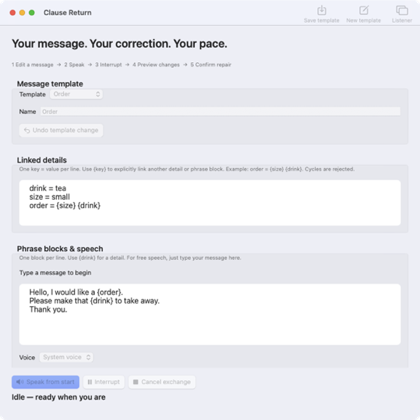 Clause Return
Save template
New template
Listener
Your message. Your correction. Your pace.
1 Edit a message → 2 Speak → 3 Interrupt → 4 Preview changes → 5 Confirm repair
Message template
Template Order
Name Order
Undo template change
Linked details
One key = value per line. Use {key} to explicitly link another detail or phrase block. Example: order = {size} {drink}. Cycles are rejected.
drink = tea
size = small
order = {size} {drink}
Phrase blocks & speech
One block per line. Use {drink} for a detail. For free speech, just type your message here.
Type a message to begin
Hello, I would like a {order}.
Please make that {drink} to take away.
Thank you.
Voice System voice
Speak from start
Interrupt
Cancel exchange
Idle — ready when you are